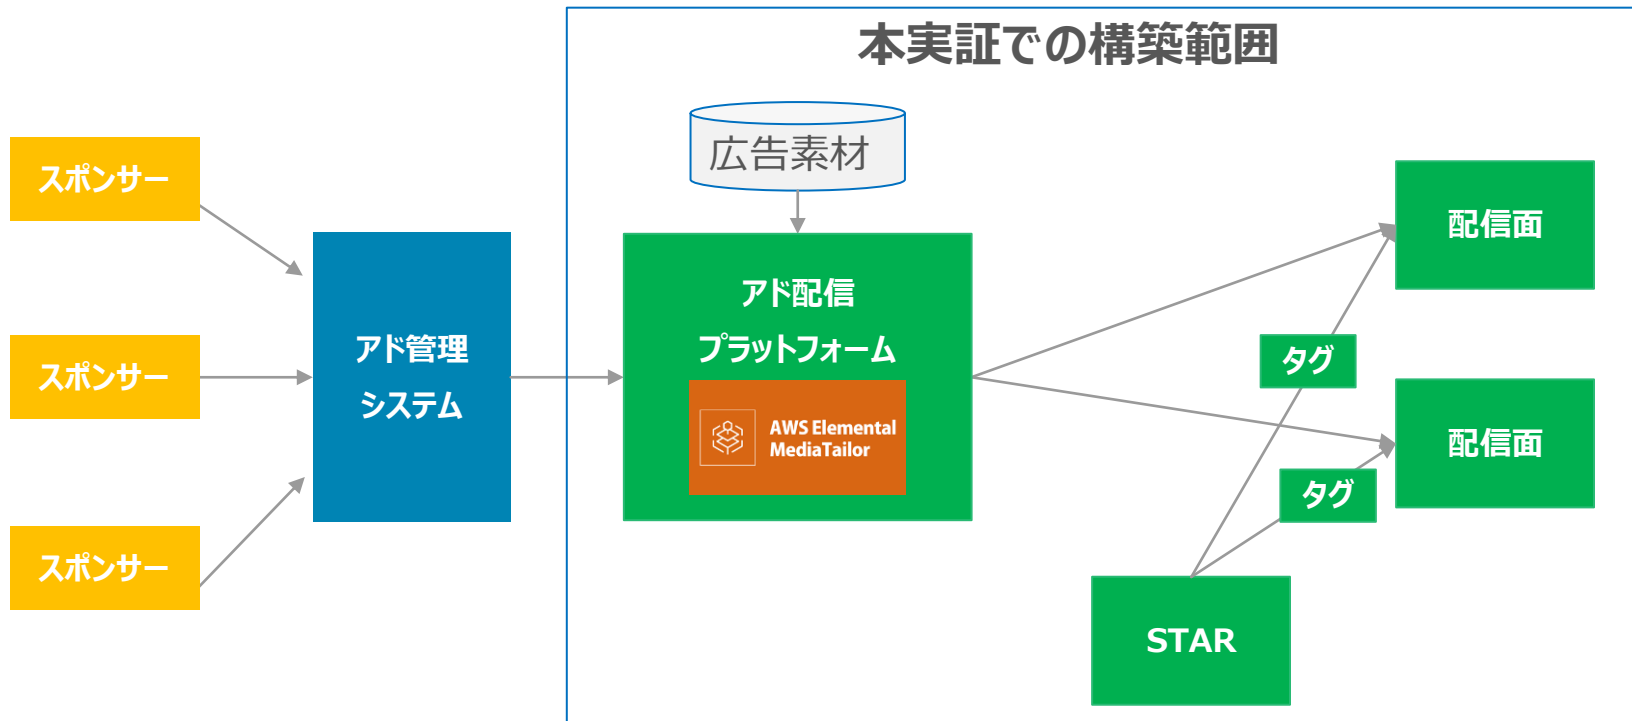 本実証での構築範囲
広告素材
スポンサー
スポンサー
スポンサー
アド管理
システム
アド配信
プラットフォーム
AWS Elemental
MediaTailor
配信面
タグ
配信面
タグ
STAR